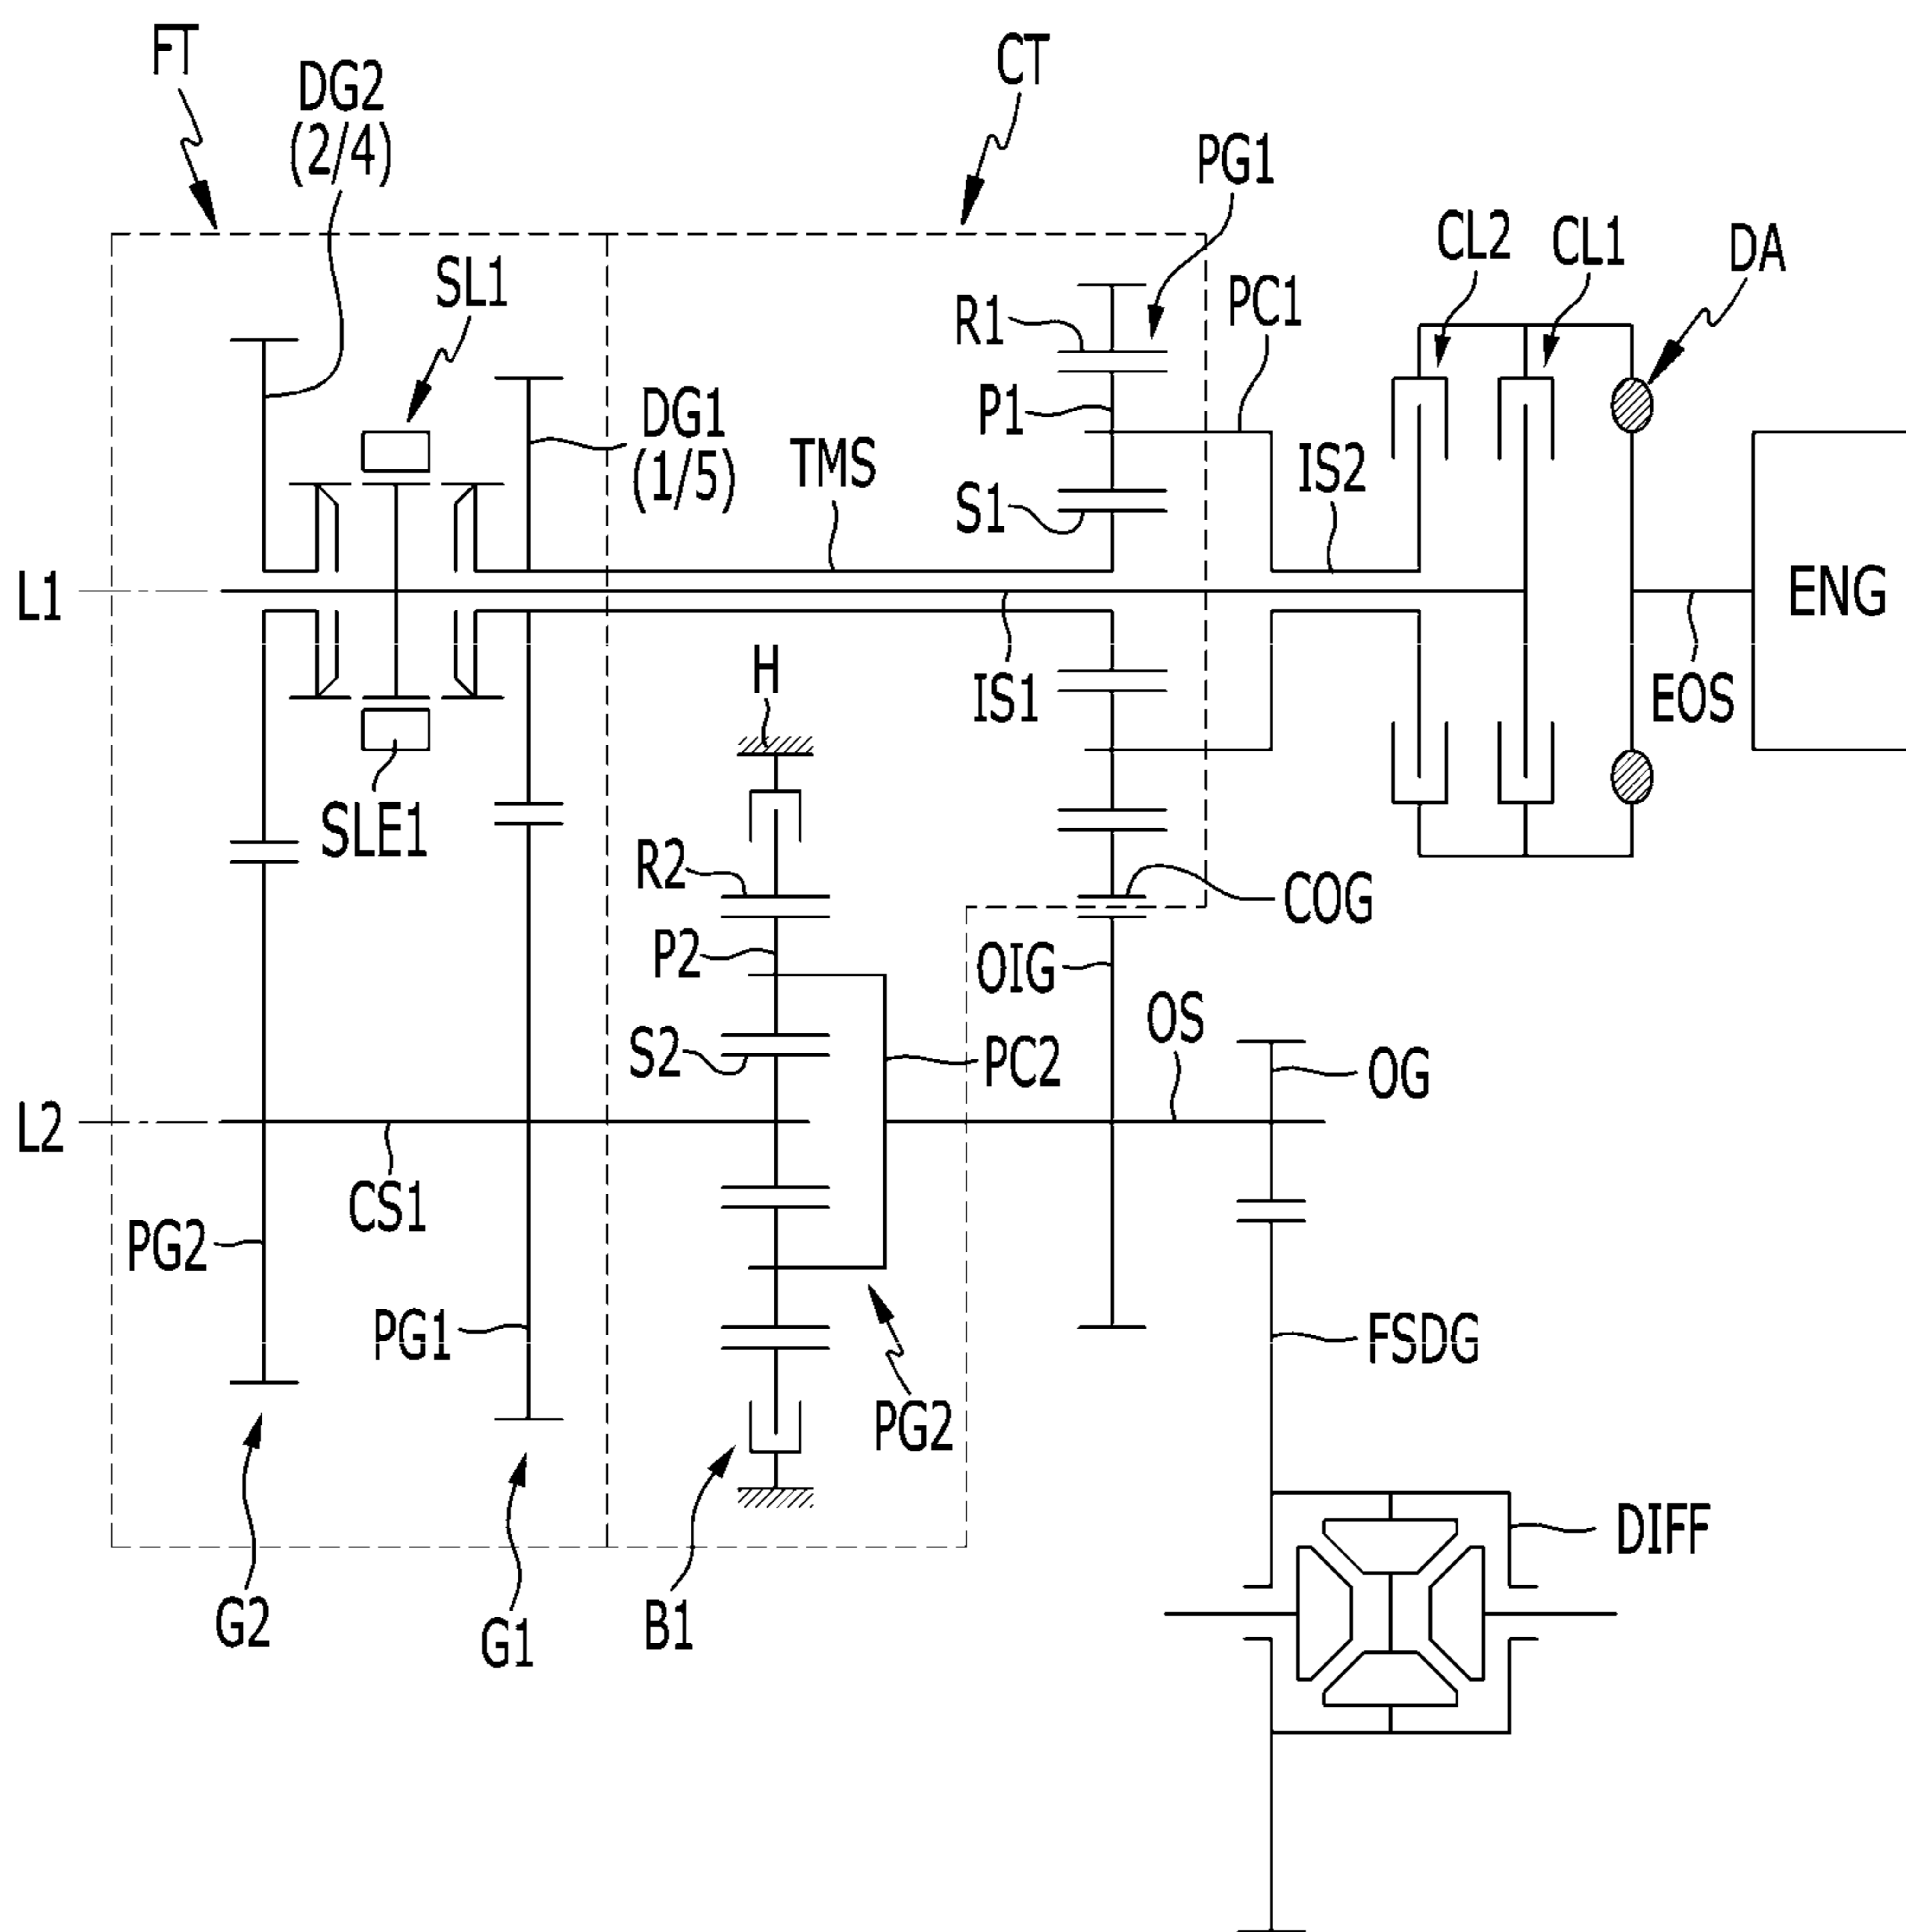 FT
CT
DG2
(2/4)
PG1
CL2
CL1
DA
SL1
R1
PC1
P1
DG1
(1/5)
TMS
IS2
S1
L1
ENG
H
IS1
EOS
SLE1
R2
COG
P2
OIG
OS
S2
PC2
OG
L2
CS1
PG2
PG1
FSDG
PG2
DIFF
G2
G1
B1